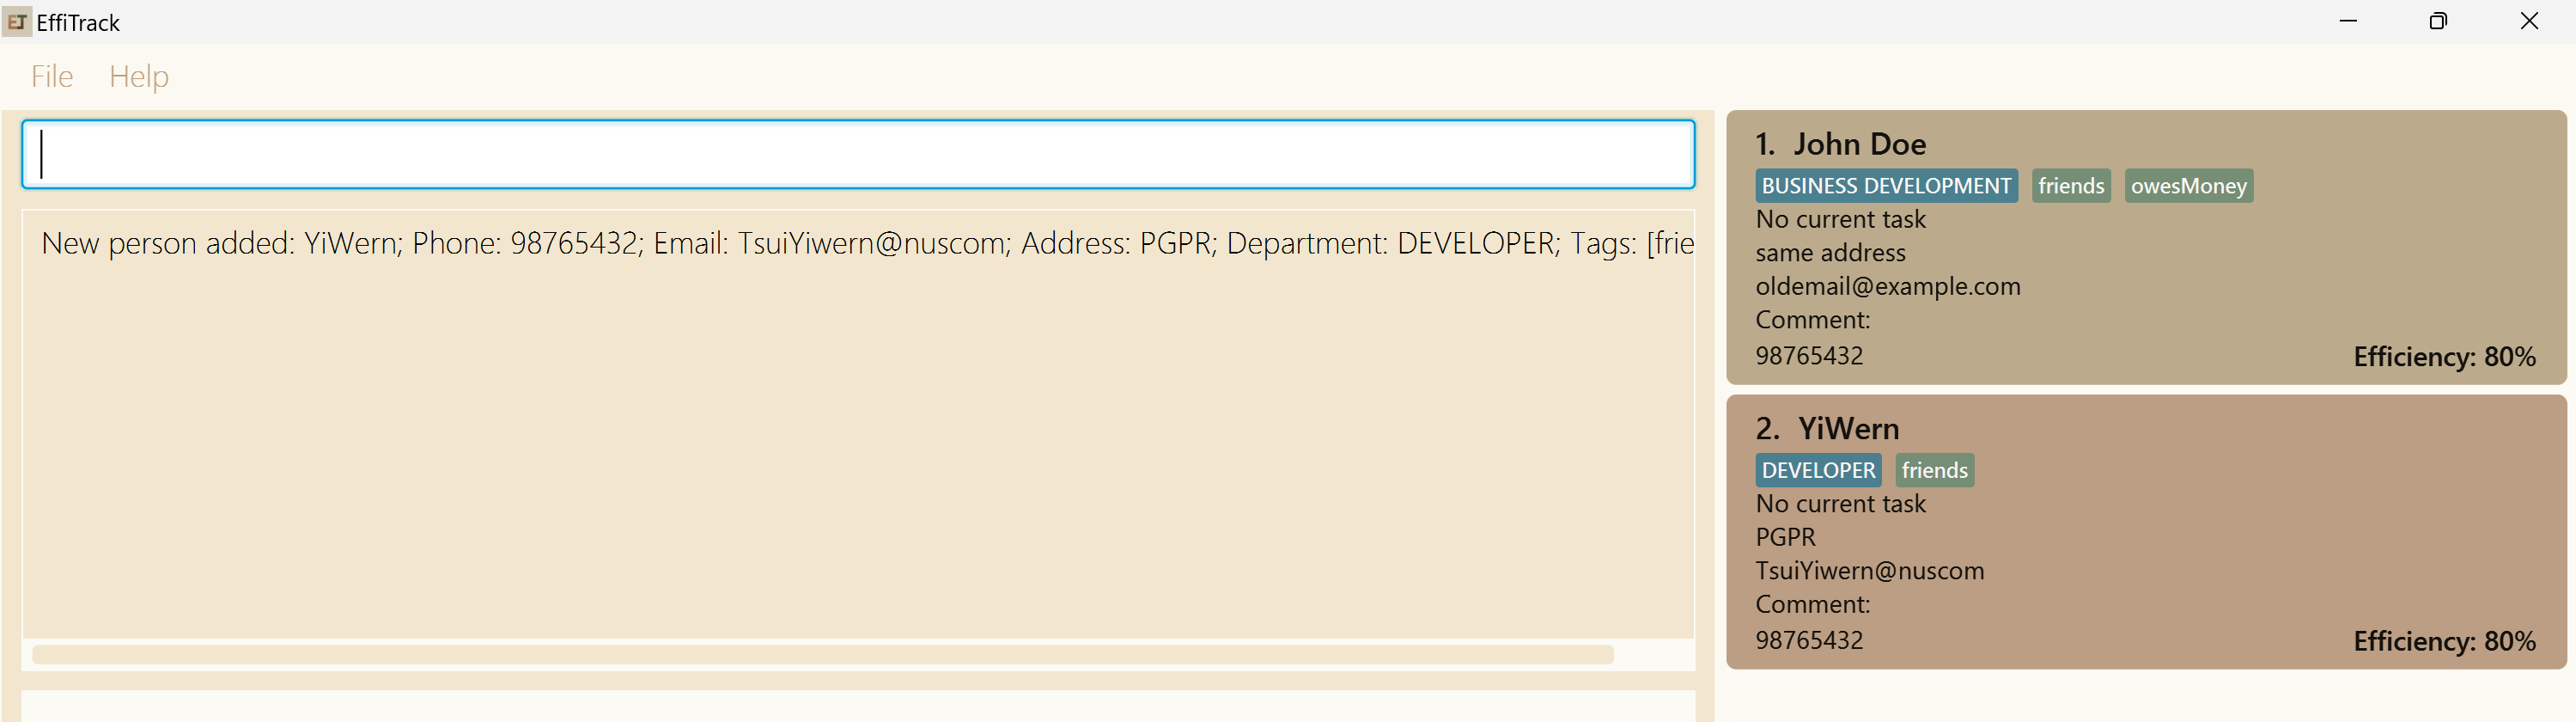 ET EffiTrack
File Help
New person added: YiWern; Phone: 98765432; Email: TsuiYiwern@nuscom; Address: PGPR; Department: DEVELOPER; Tags: [frie
1. John Doe
BUSINESS DEVELOPMENT friends owesMoney
No current task
same address
oldemail@example.com
Comment:
98765432 Efficiency: 80%
2. YiWern
DEVELOPER friends
No current task
PGPR
TsuiYiwern@nuscom
Comment:
98765432 Efficiency: 80%